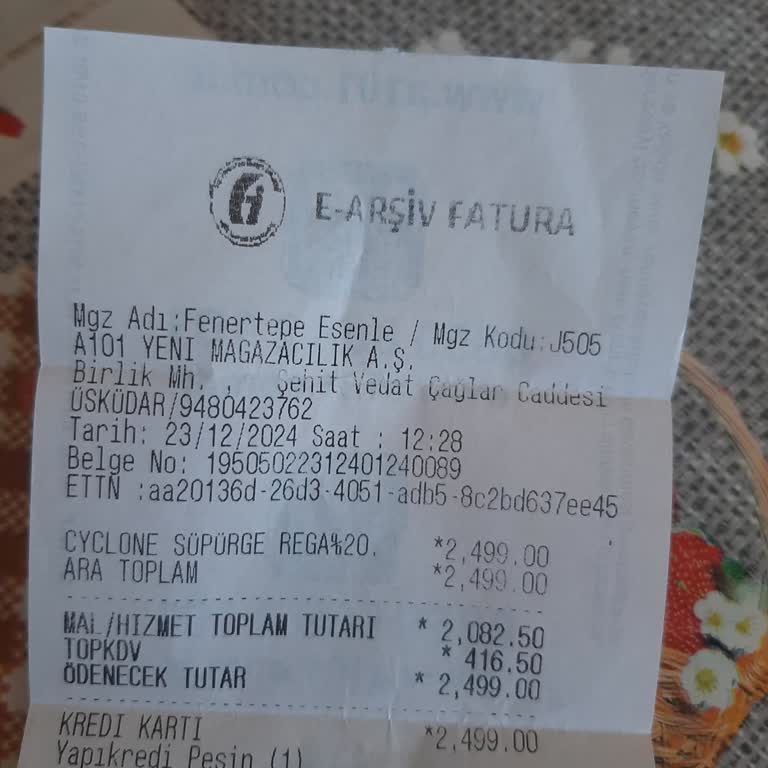 E-ARŞİV FATURA
Mgz Adı:Fenertepe Esenle / Mgz Kodu:J505
A101 YENİ MAGAZACILIK A.Ş.
Birlik Mh. , Şehit Vedat Çağlar Caddesi
ÜSKÜDAR/9480423762
Tarih: 23/12/2024 Saat : 12:28
Belge No: 19505022312401240089
ETTN :aa20136d-26d3-4051-adb5-8c2bd637ee45
CYCLONE SÜPÜRGE REGA%20. *2,499.00
ARA TOPLAM *2,499.00
MAL/HIZMET TOPLAM TUTARI * 2,082.50
TOPKDV * 416.50
ÖDENECEK TUTAR * 2,499.00
KREDI KARTI *2,499.00
Yapıkredi Peşin (1)